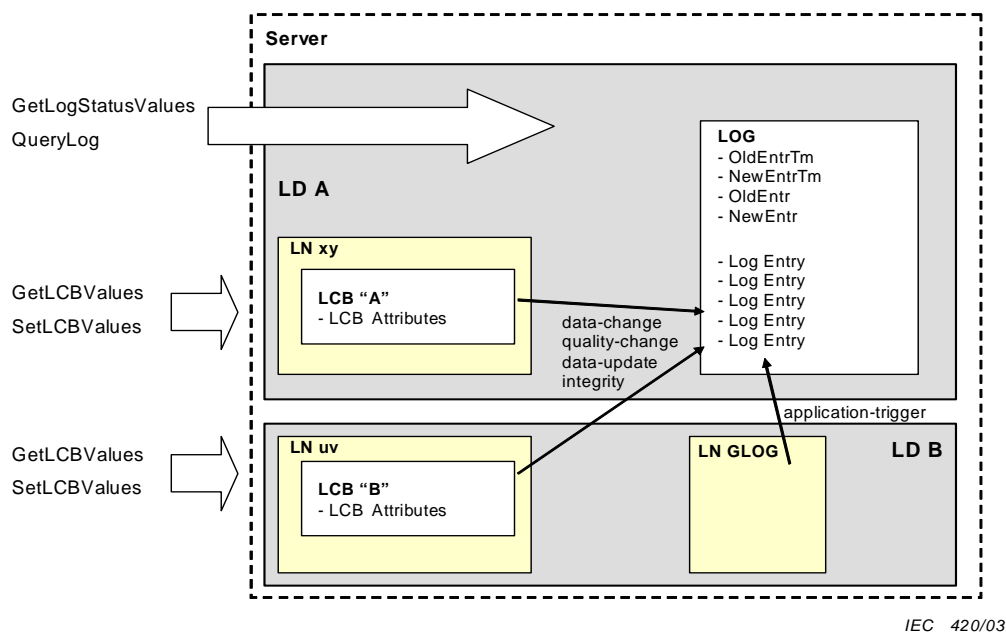 Server
GetLogStatusValues
QueryLog
LD A
LOG
- OldEntrTm
- NewEntrTm
- OldEntr
- NewEntr
- Log Entry
- Log Entry
- Log Entry
- Log Entry
- Log Entry
LN xy
LCB “A”
- LCB Attributes
GetLCBValues
SetLCBValues
data-change
quality-change
data-update
integrity
application-trigger
GetLCBValues
SetLCBValues
LN uv
LCB “B”
- LCB Attributes
LN GLOG
LD B
IEC 420/03